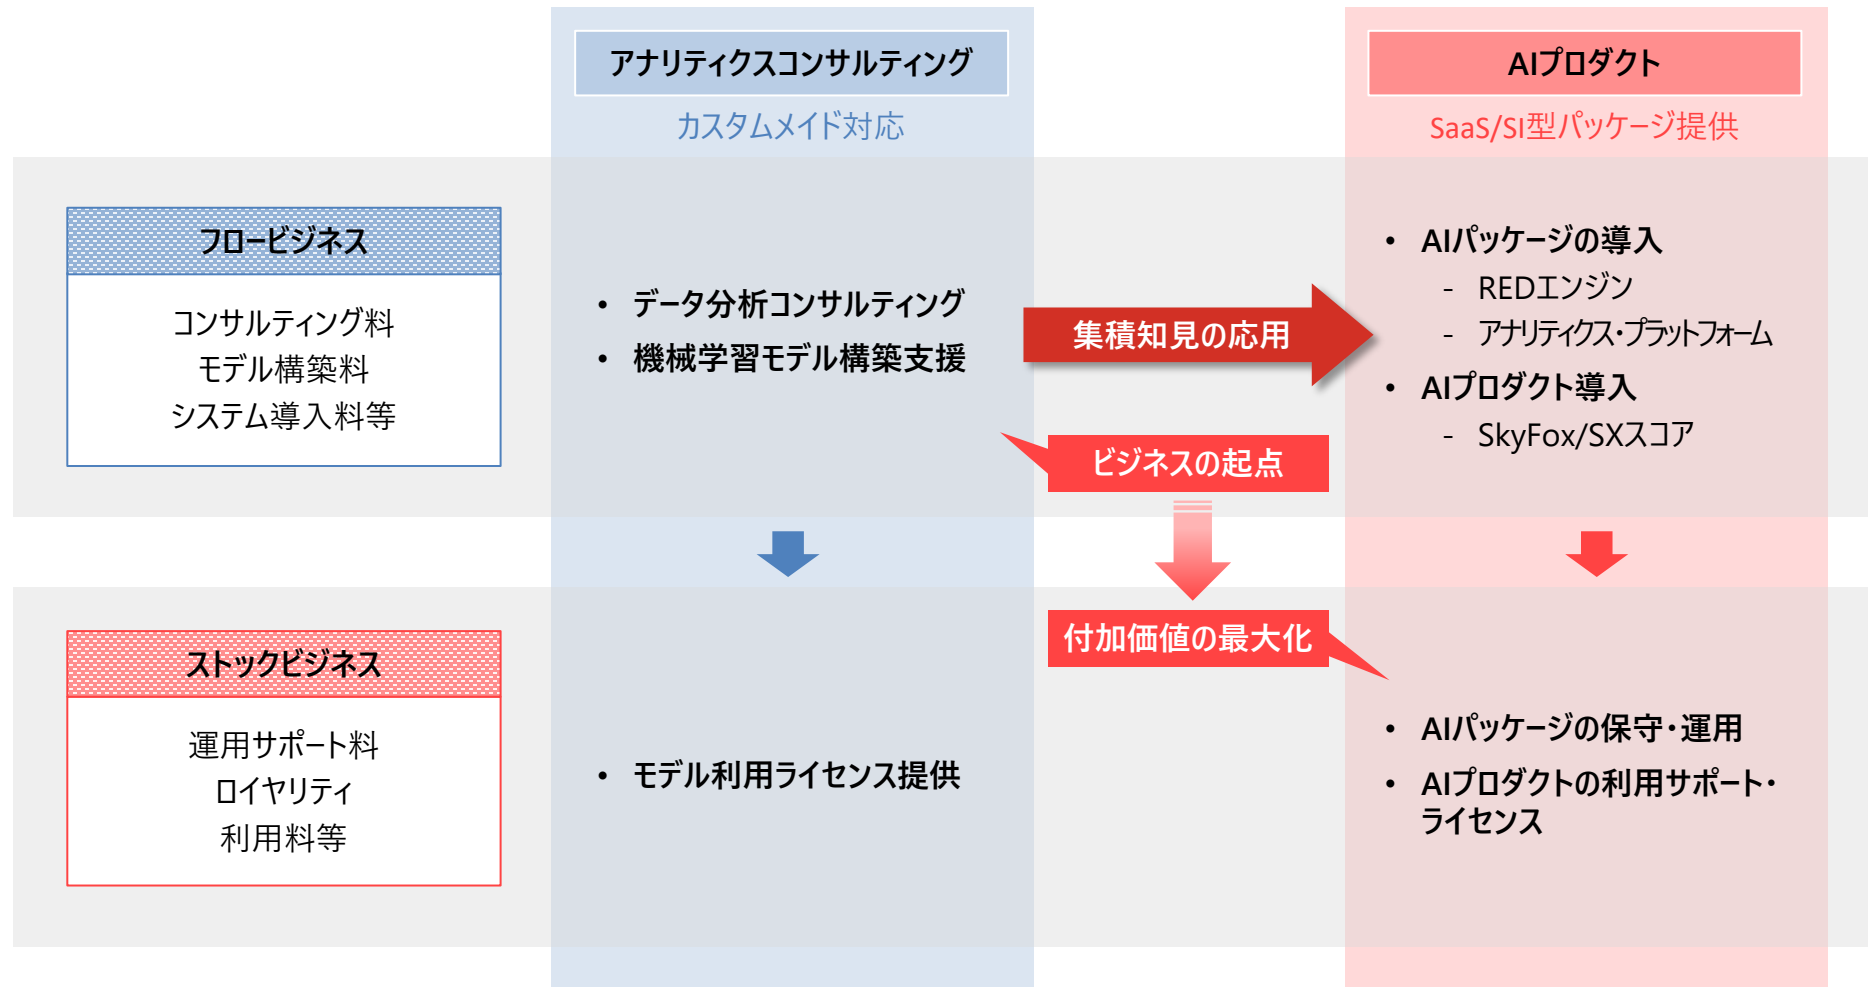 アナリティクスコンサルティング
カスタムメイド対応
AIプロダクト
SaaS/SI型パッケージ提供
フロービジネス
コンサルティング料
モデル構築料
システム導入料等
• データ分析コンサルティング
• 機械学習モデル構築支援
集積知見の応用
• AIパッケージの導入
- REDエンジン
- アナリティクス・プラットフォーム
• AIプロダクト導入
- SkyFox/SXスコア
ビジネスの起点
付加価値の最大化
ストックビジネス
運用サポート料
ロイヤリティ
利用料等
• モデル利用ライセンス提供
• AIパッケージの保守・運用
• AIプロダクトの利用サポート・
ライセンス